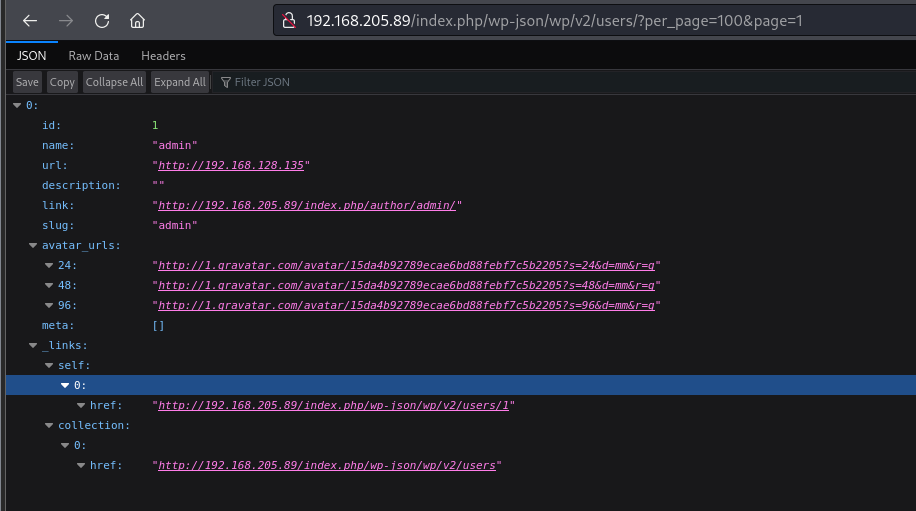 192.168.205.89/index.php/wp-json/wp/v2/users/?per_page=100&page=1
JSON Raw Data Headers
Save Copy Collapse All Expand All Filter JSON
0:
id: 1
name: "admin"
url: "http://192.168.128.135"
description: ""
link: "http://192.168.205.89/index.php/author/admin/"
slug: "admin"
avatar_urls:
24: "http://1.gravatar.com/avatar/15da4b92789ecae6bd88febf7c5b2205?s=24&d=mm&r=g"
48: "http://1.gravatar.com/avatar/15da4b92789ecae6bd88febf7c5b2205?s=48&d=mm&r=g"
96: "http://1.gravatar.com/avatar/15da4b92789ecae6bd88febf7c5b2205?s=96&d=mm&r=g"
meta: []
_links:
self:
0:
href: "http://192.168.205.89/index.php/wp-json/wp/v2/users/1"
collection:
0:
href: "http://192.168.205.89/index.php/wp-json/wp/v2/users"